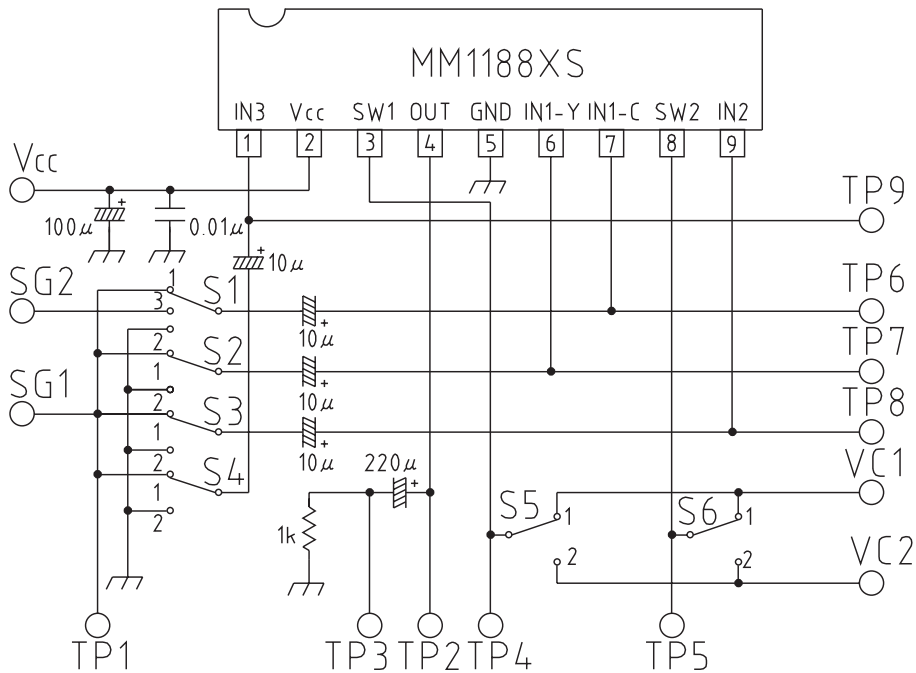 MM1188XS
IN3 Vcc SW1 OUT GND IN1-Y IN1-C SW2 IN2
1 2 3 4 5 6 7 8 9
Vcc
TP9
100μ + 0.01μ
+ 10μ
SG2
1
S1
TP6
3
+
10μ
2
S2
TP7
SG1
1
+
10μ
2
S3
TP8
1
+
10μ
2
S4
220μ +
VC1
1
S5 1
S6 1
2
1k
2
2
VC2
TP1 TP3 TP2 TP4 TP5